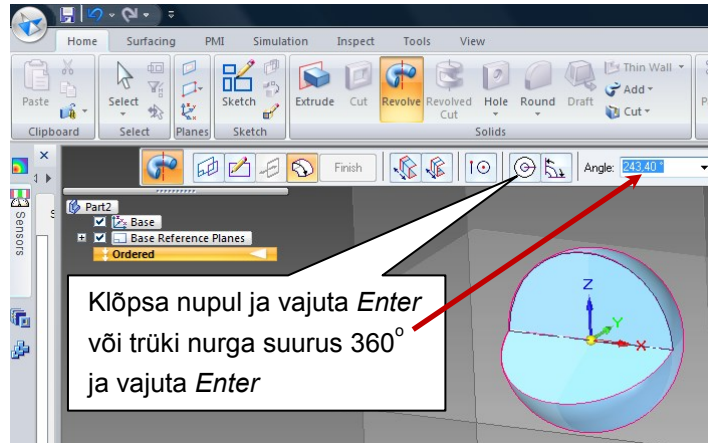 Home Surfacing PMI Simulation Inspect Tools View
Paste
Select
Sketch
Extrude
Cut
Revolve
Revolved Cut
Hole
Round
Draft
Thin Wall
Add
Cut
Clipboard Select Planes Sketch Solids
Finish
Angle: 243,40 °
Sensors
Part2
Base
Base Reference Planes
Ordered
Klõpsa nupul ja vajuta Enter
või trüki nurga suurus 360°
ja vajuta Enter
Z
Y
X